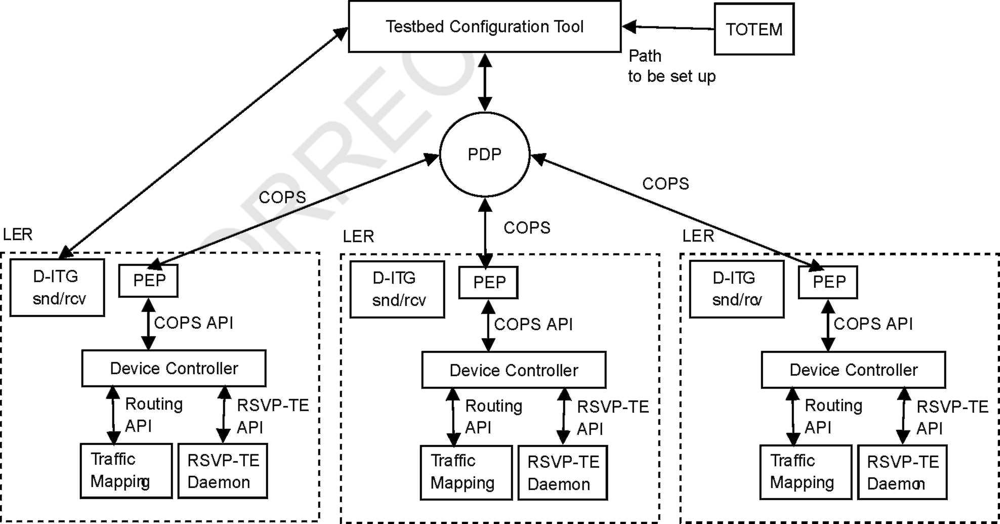 Testbed Configuration Tool
TOTEM
Path
to be set up
PDP
COPS
COPS
COPS
LER
D-ITG
snd/rcv
PEP
COPS API
Device Controller
Routing
API
RSVP-TE
API
Traffic
Mapping
RSVP-TE
Daemon
LER
D-ITG
snd/rcv
PEP
COPS API
Device Controller
Routing
API
RSVP-TE
API
Traffic
Mapping
RSVP-TE
Daemon
LER
D-ITG
snd/rcv
PEP
COPS API
Device Controller
Routing
API
RSVP-TE
API
Traffic
Mapping
RSVP-TE
Daemon